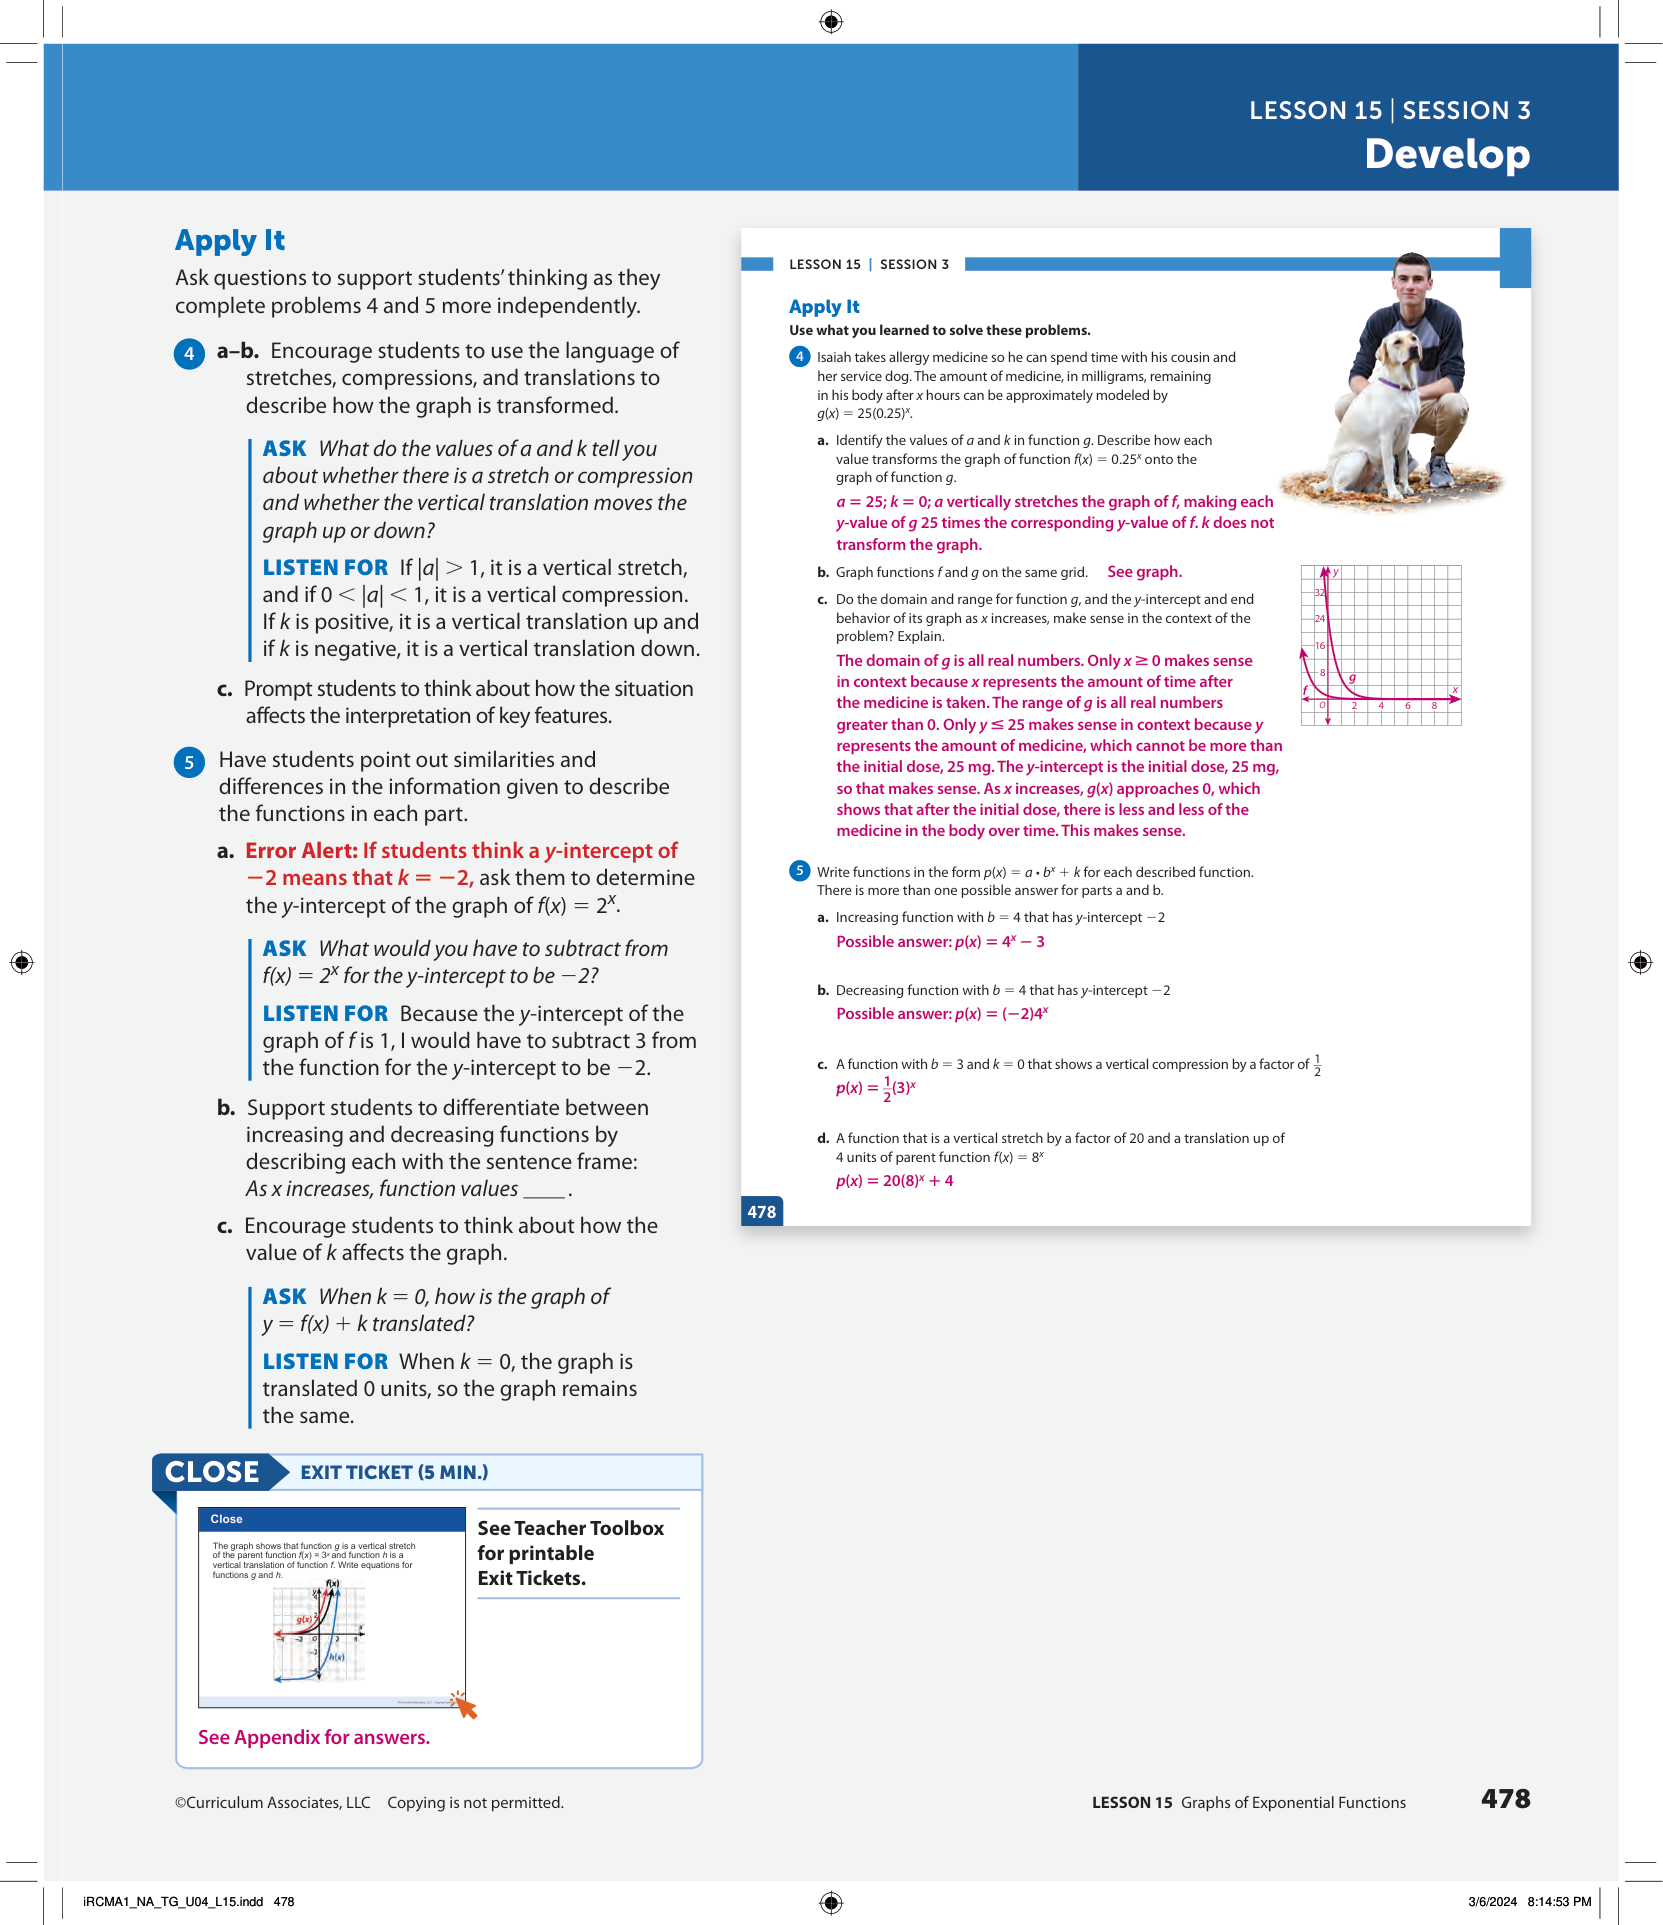 LESSON 15 | SESSION 3
Develop
Apply It
Ask questions to support students’ thinking as they
complete problems 4 and 5 more independently.
4 a–b. Encourage students to use the language of
stretches, compressions, and translations to
describe how the graph is transformed.
ASK What do the values of a and k tell you
about whether there is a stretch or compression
and whether the vertical translation moves the
graph up or down?
LISTEN FOR If |a| > 1, it is a vertical stretch,
and if 0 < |a| < 1, it is a vertical compression.
If k is positive, it is a vertical translation up and
if k is negative, it is a vertical translation down.
c. Prompt students to think about how the situation
affects the interpretation of key features.
5 Have students point out similarities and
differences in the information given to describe
the functions in each part.
a. Error Alert: If students think a y-intercept of
−2 means that k = −2, ask them to determine
the y-intercept of the graph of f(x) = 2ˣ.
ASK What would you have to subtract from
f(x) = 2ˣ for the y-intercept to be −2?
LISTEN FOR Because the y-intercept of the
graph of f is 1, I would have to subtract 3 from
the function for the y-intercept to be −2.
b. Support students to differentiate between
increasing and decreasing functions by
describing each with the sentence frame:
As x increases, function values ____ .
c. Encourage students to think about how the
value of k affects the graph.
ASK When k = 0, how is the graph of
y = f(x) + k translated?
LISTEN FOR When k = 0, the graph is
translated 0 units, so the graph remains
the same.
CLOSE EXIT TICKET (5 MIN.)
Close
The graph shows that function g is a vertical stretch
of the parent function f(x) = 3ˣ and function h is a
vertical translation of function f. Write equations for
functions g and h.
f(x)
g(x)
h(x)
See Teacher Toolbox
for printable
Exit Tickets.
See Appendix for answers.
LESSON 15 | SESSION 3
Apply It
Use what you learned to solve these problems.
4 Isaiah takes allergy medicine so he can spend time with his cousin and
her service dog. The amount of medicine, in milligrams, remaining
in his body after x hours can be approximately modeled by
g(x) = 25(0.25)ˣ.
a. Identify the values of a and k in function g. Describe how each
value transforms the graph of function f(x) = 0.25ˣ onto the
graph of function g.
a = 25; k = 0; a vertically stretches the graph of f, making each
y-value of g 25 times the corresponding y-value of f. k does not
transform the graph.
b. Graph functions f and g on the same grid. See graph.
c. Do the domain and range for function g, and the y-intercept and end
behavior of its graph as x increases, make sense in the context of the
problem? Explain.
The domain of g is all real numbers. Only x ≥ 0 makes sense
in context because x represents the amount of time after
the medicine is taken. The range of g is all real numbers
greater than 0. Only y ≤ 25 makes sense in context because y
represents the amount of medicine, which cannot be more than
the initial dose, 25 mg. The y-intercept is the initial dose, 25 mg,
so that makes sense. As x increases, g(x) approaches 0, which
shows that after the initial dose, there is less and less of the
medicine in the body over time. This makes sense.
y
32
24
16
8
g
f
x
O 2 4 6 8
5 Write functions in the form p(x) = a • bˣ + k for each described function.
There is more than one possible answer for parts a and b.
a. Increasing function with b = 4 that has y-intercept −2
Possible answer: p(x) = 4ˣ − 3
b. Decreasing function with b = 4 that has y-intercept −2
Possible answer: p(x) = (−2)4ˣ
c. A function with b = 3 and k = 0 that shows a vertical compression by a factor of 1/2
p(x) = 1/2(3)ˣ
d. A function that is a vertical stretch by a factor of 20 and a translation up of
4 units of parent function f(x) = 8ˣ
p(x) = 20(8)ˣ + 4
478
©Curriculum Associates, LLC Copying is not permitted.
LESSON 15 Graphs of Exponential Functions 478
iRCMA1_NA_TG_U04_L15.indd 478
3/6/2024 8:14:53 PM